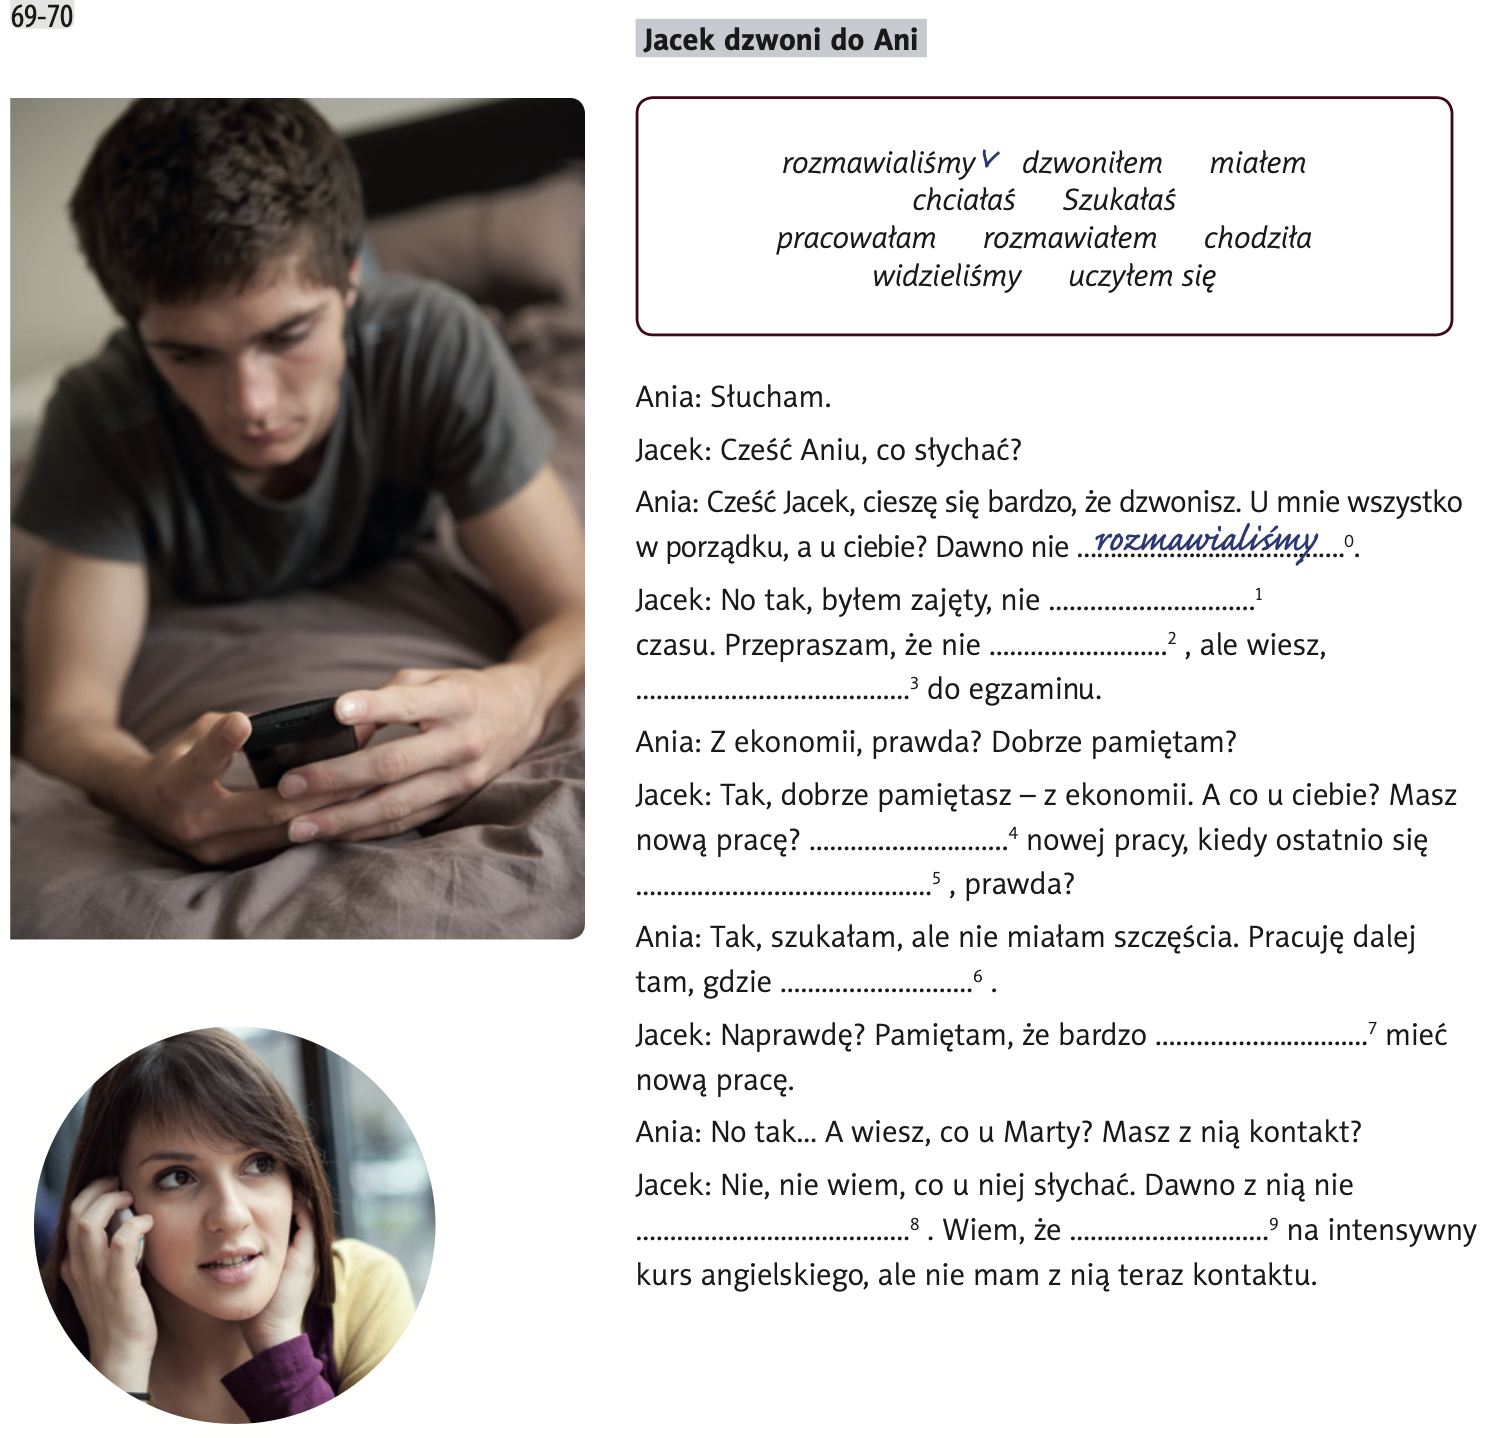 69-70
Jacek dzwoni do Ani
rozmawialiśmy ✓ dzwoniłem miałem
chciałaś Szukałaś
pracowałam rozmawiałem chodziła
widzieliśmy uczyłem się
Ania: Słucham.
Jacek: Cześć Aniu, co słychać?
Ania: Cześć Jacek, cieszę się bardzo, że dzwonisz. U mnie wszystko
w porządku, a u ciebie? Dawno nie ...rozmawialiśmy...⁰.
Jacek: No tak, byłem zajęty, nie ..............................¹
czasu. Przepraszam, że nie ..........................² , ale wiesz,
........................................³ do egzaminu.
Ania: Z ekonomii, prawda? Dobrze pamiętam?
Jacek: Tak, dobrze pamiętasz – z ekonomii. A co u ciebie? Masz
nową pracę? .............................⁴ nowej pracy, kiedy ostatnio się
...........................................⁵ , prawda?
Ania: Tak, szukałam, ale nie miałam szczęścia. Pracuję dalej
tam, gdzie ............................⁶ .
Jacek: Naprawdę? Pamiętam, że bardzo ...............................⁷ mieć
nową pracę.
Ania: No tak... A wiesz, co u Marty? Masz z nią kontakt?
Jacek: Nie, nie wiem, co u niej słychać. Dawno z nią nie
........................................⁸ . Wiem, że .............................⁹ na intensywny
kurs angielskiego, ale nie mam z nią teraz kontaktu.